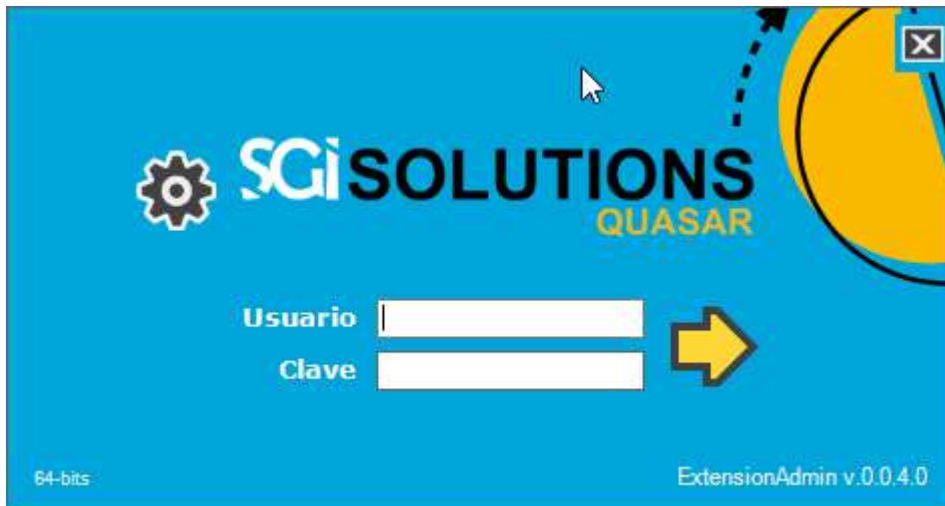 SGi SOLUTIONS
QUASAR
Usuario
Clave
64-bits
ExtensionAdmin v.0.0.4.0